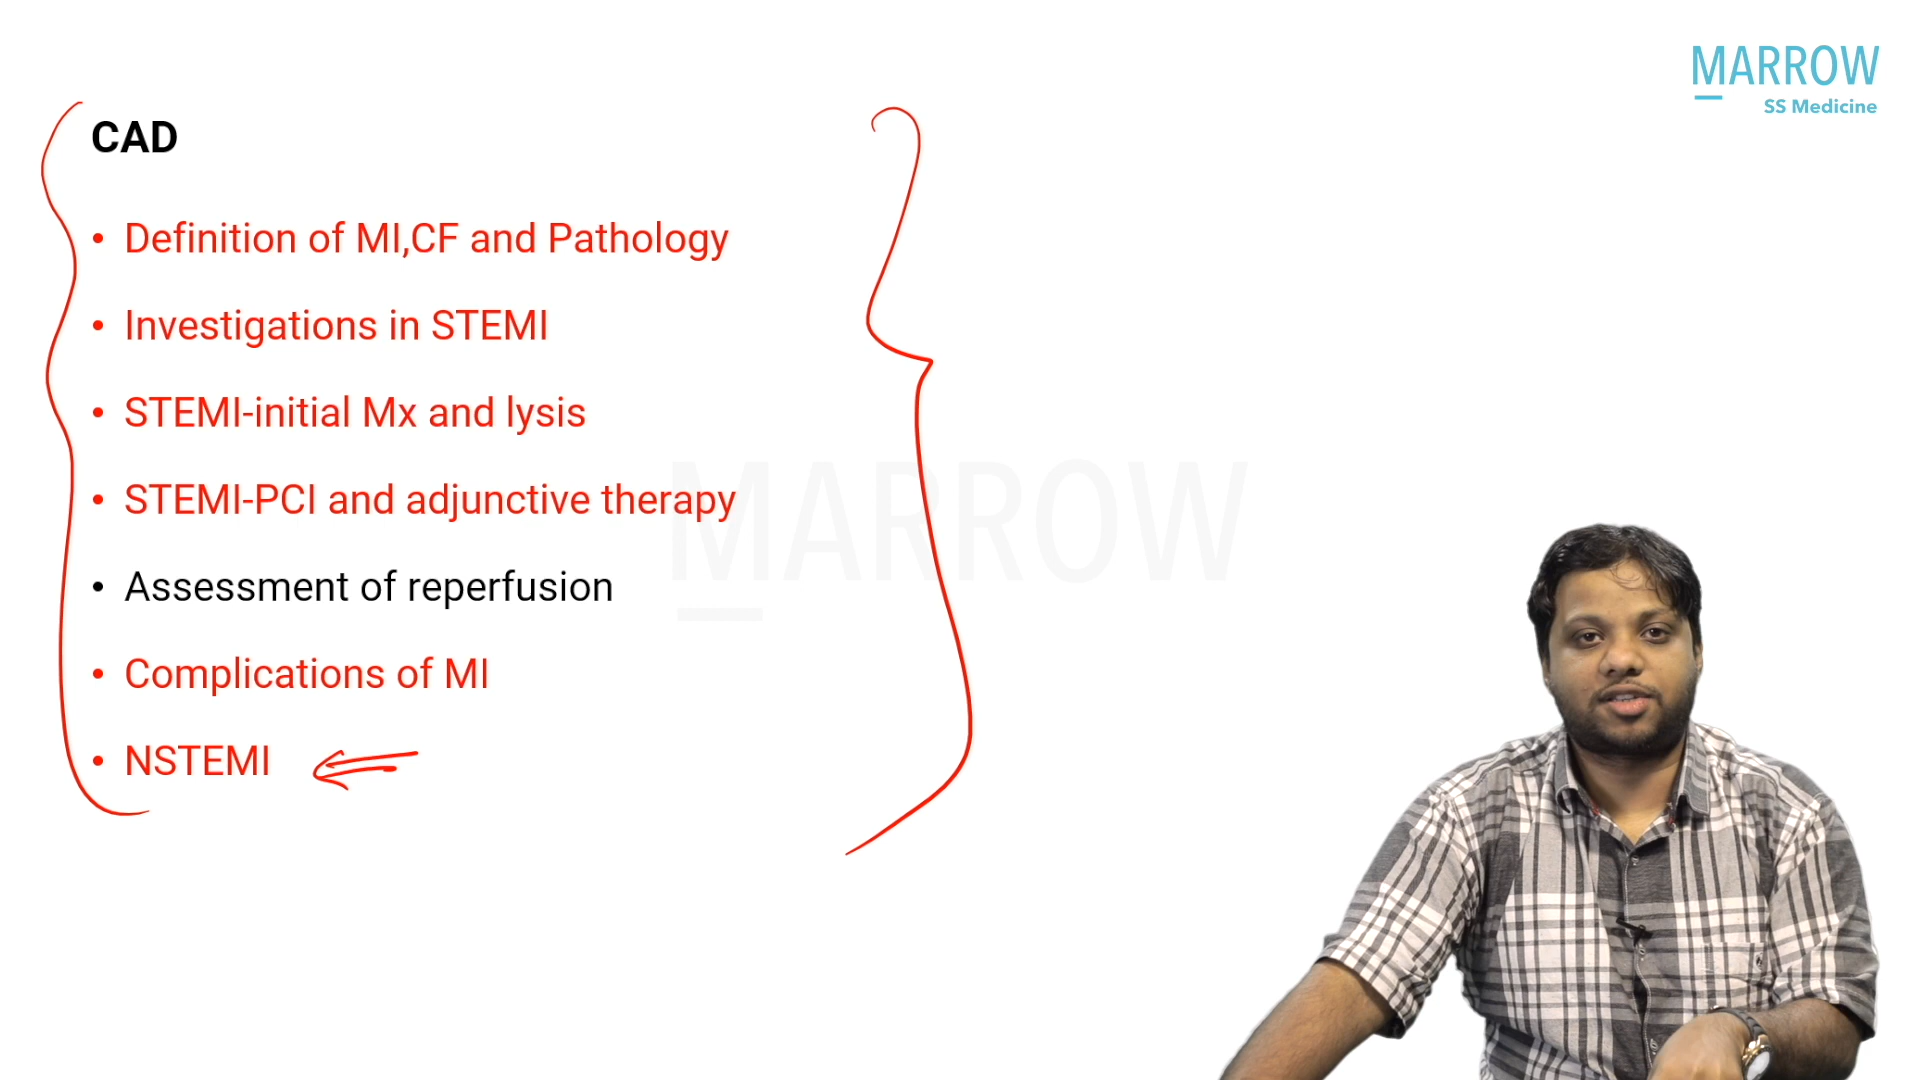 MARROW
SS Medicine
CAD
• Definition of MI,CF and Pathology
• Investigations in STEMI
• STEMI-initial Mx and lysis
• STEMI-PCI and adjunctive therapy
• Assessment of reperfusion
• Complications of MI
• NSTEMI
MARROW